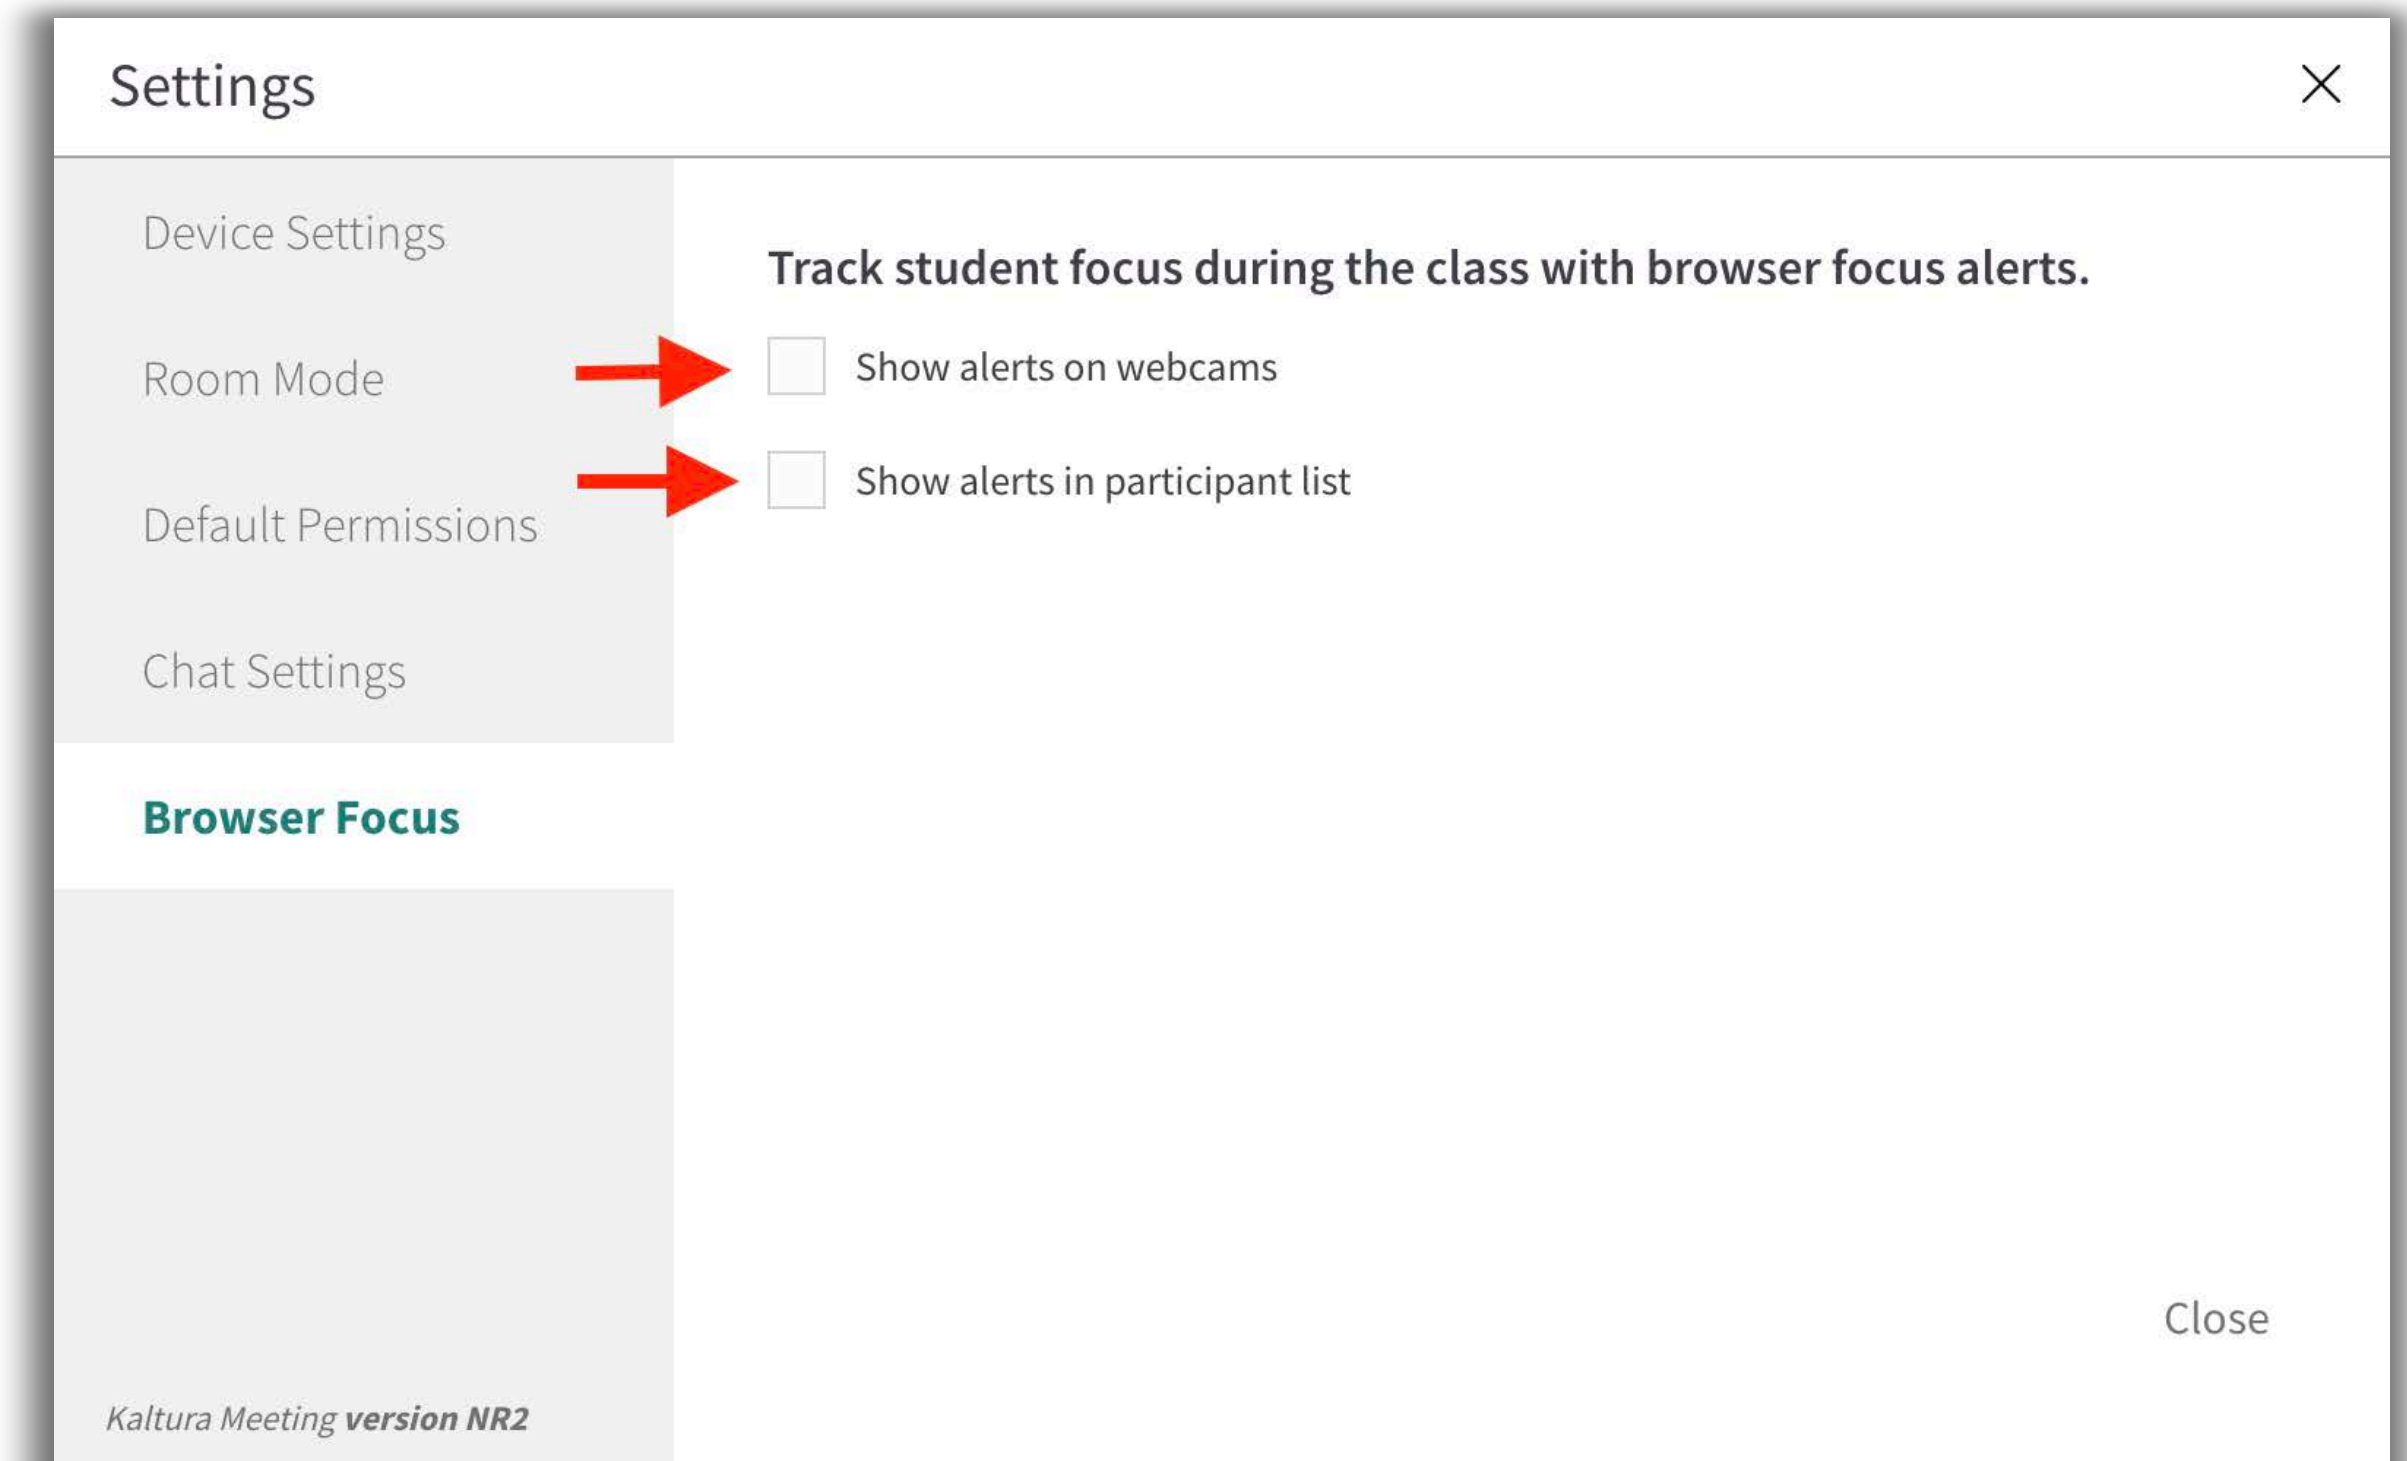 Settings
Device Settings
Room Mode
Default Permissions
Chat Settings
Browser Focus
Kaltura Meeting version NR2
Track student focus during the class with browser focus alerts.
Show alerts on webcams
Show alerts in participant list
Close